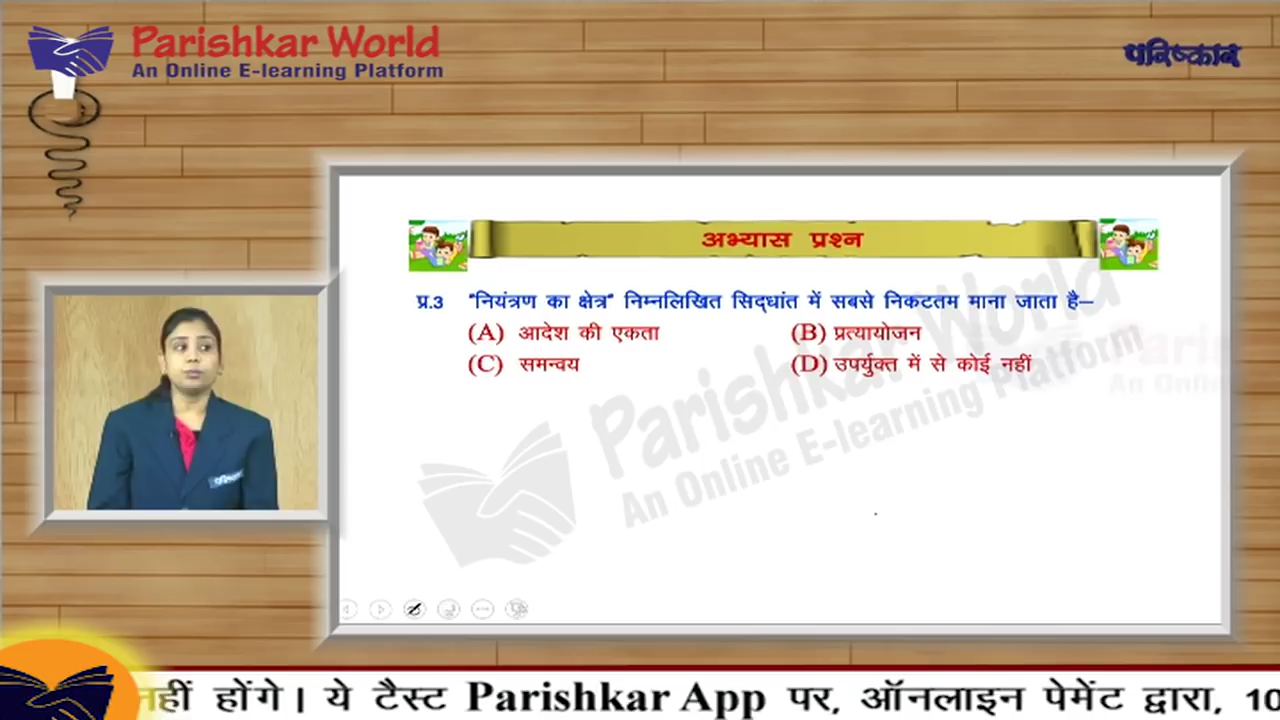 Parishkar World
An Online E-learning Platform
परिष्कार
अभ्यास प्रश्न
प्र.3 "नियंत्रण का क्षेत्र" निम्नलिखित सिद्धांत में सबसे निकटतम माना जाता है–
(A) आदेश की एकता (B) प्रत्यायोजन
(C) समन्वय (D) उपर्युक्त में से कोई नहीं
Parishkar World
An Online E-learning Platform
नहीं होंगे। ये टैस्ट Parishkar App पर, ऑनलाइन पेमेंट द्वारा, 10